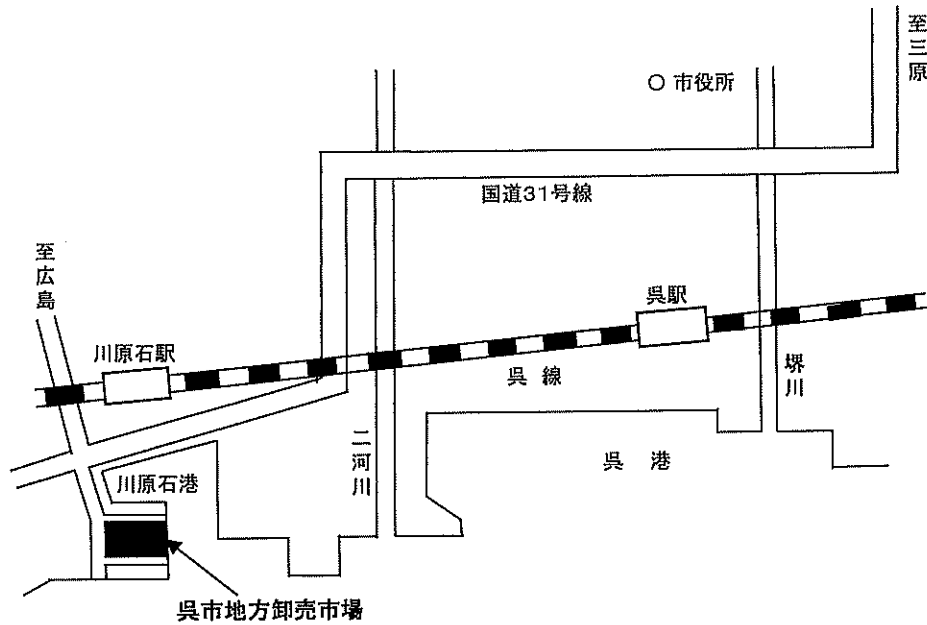 至三原
○ 市役所
国道31号線
至広島
呉駅
川原石駅
呉線
堺川
二河川
呉港
川原石港
呉市地方卸売市場